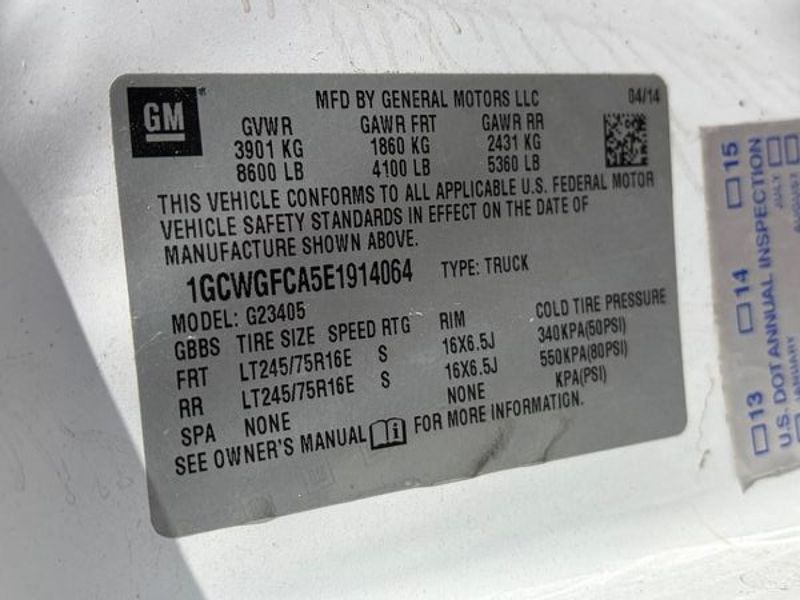 GM
MFD BY GENERAL MOTORS LLC 04/14
GVWR GAWR FRT GAWR RR
3901 KG 1860 KG 2431 KG
8600 LB 4100 LB 5360 LB
THIS VEHICLE CONFORMS TO ALL APPLICABLE U.S. FEDERAL MOTOR
VEHICLE SAFETY STANDARDS IN EFFECT ON THE DATE OF
MANUFACTURE SHOWN ABOVE.
1GCWGFCA5E1914064 TYPE: TRUCK
MODEL: G23405
GBBS TIRE SIZE SPEED RTG RIM COLD TIRE PRESSURE
FRT LT245/75R16E S 16X6.5J 340KPA(50PSI)
RR LT245/75R16E S 16X6.5J 550KPA(80PSI)
SPA NONE NONE KPA(PSI)
SEE OWNER'S MANUAL i FOR MORE INFORMATION.
13 14 15
U.S. DOT ANNUAL INSPECTION
JANUARY JULY
AUGUST